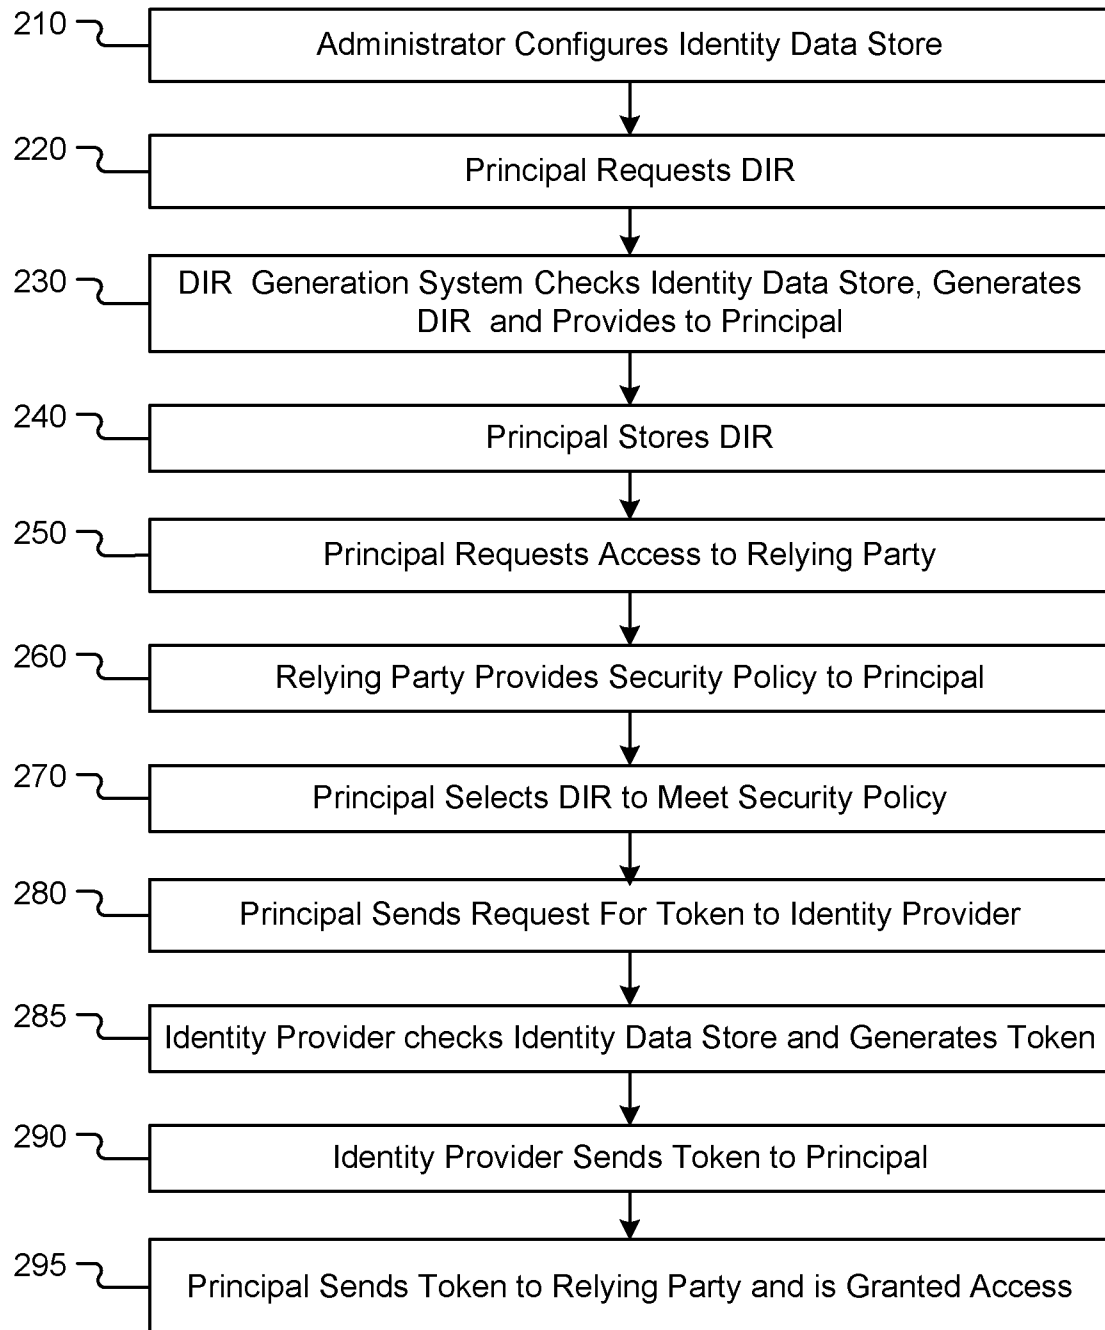 210
Administrator Configures Identity Data Store
220
Principal Requests DIR
230
DIR Generation System Checks Identity Data Store, Generates
DIR and Provides to Principal
240
Principal Stores DIR
250
Principal Requests Access to Relying Party
260
Relying Party Provides Security Policy to Principal
270
Principal Selects DIR to Meet Security Policy
280
Principal Sends Request For Token to Identity Provider
285
Identity Provider checks Identity Data Store and Generates Token
290
Identity Provider Sends Token to Principal
295
Principal Sends Token to Relying Party and is Granted Access